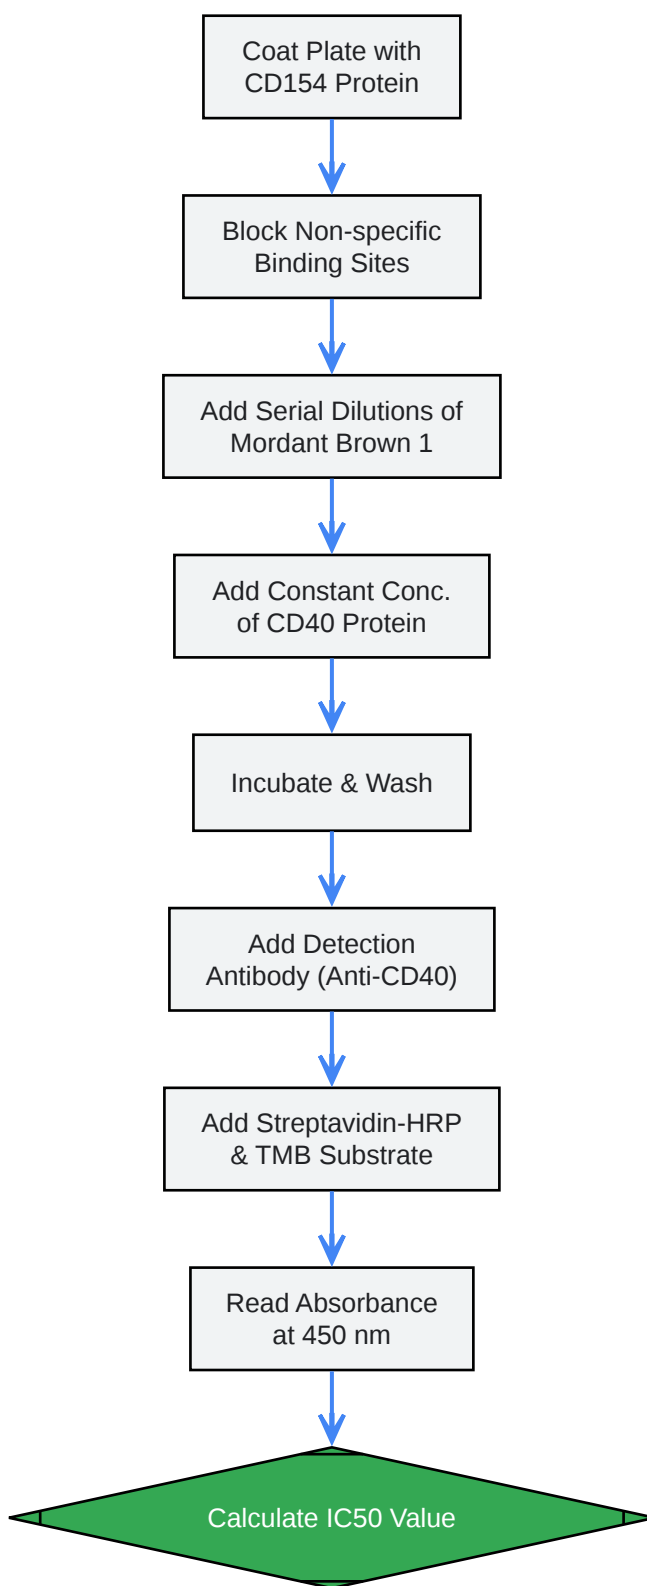 Coat Plate with
CD154 Protein
Block Non-specific
Binding Sites
Add Serial Dilutions of
Mordant Brown 1
Add Constant Conc.
of CD40 Protein
Incubate & Wash
Add Detection
Antibody (Anti-CD40)
Add Streptavidin-HRP
& TMB Substrate
Read Absorbance
at 450 nm
Calculate IC50 Value